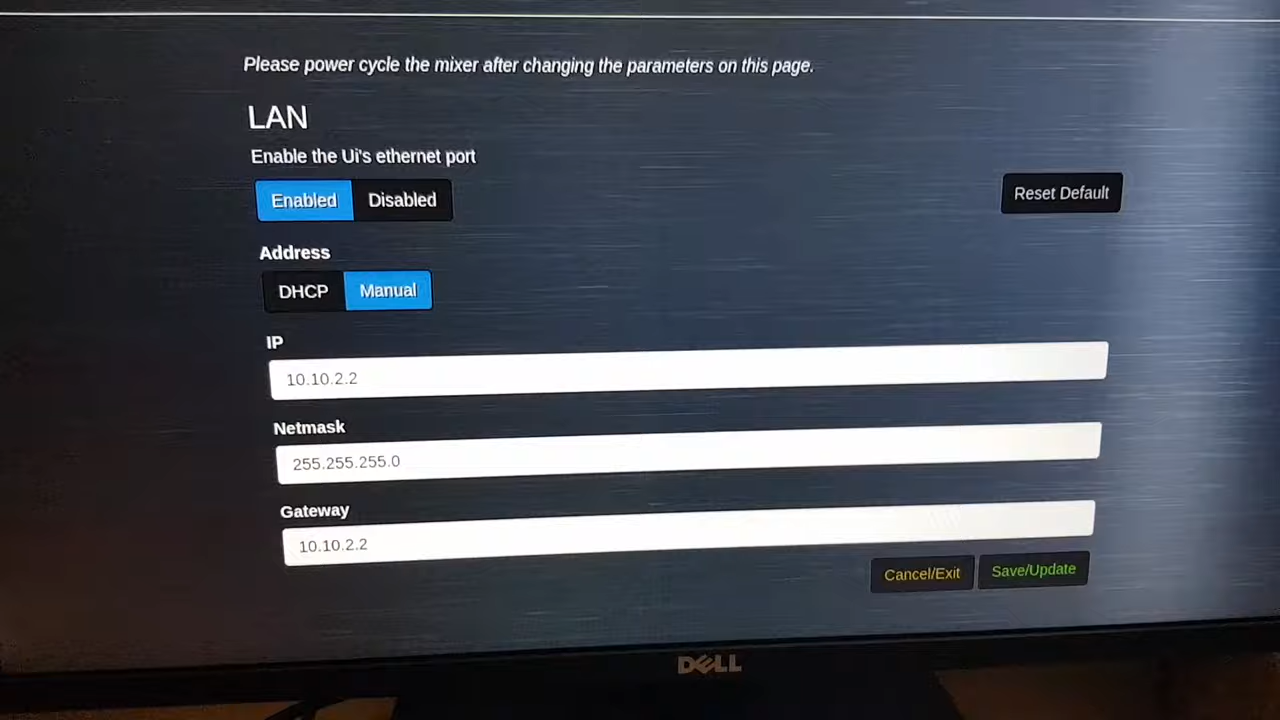 Please power cycle the mixer after changing the parameters on this page.
LAN
Enable the Ui's ethernet port
Enabled Disabled
Reset Default
Address
DHCP Manual
IP
10.10.2.2
Netmask
255.255.255.0
Gateway
10.10.2.2
Cancel/Exit Save/Update
DELL